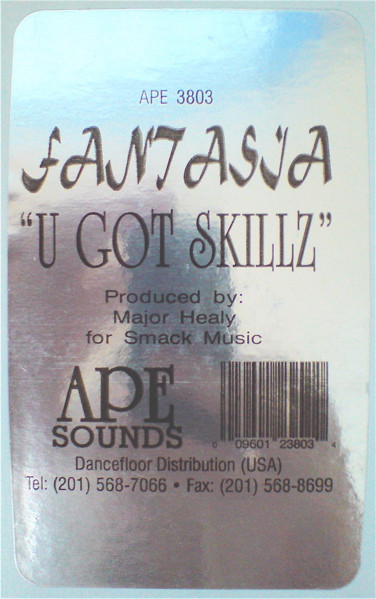 APE 3803
FANTASIA
"U GOT SKILLZ"
Produced by:
Major Healy
for Smack Music
APE
SOUNDS
0 09601 23803 4
Dancefloor Distribution (USA)
Tel: (201) 568-7066 • Fax: (201) 568-8699